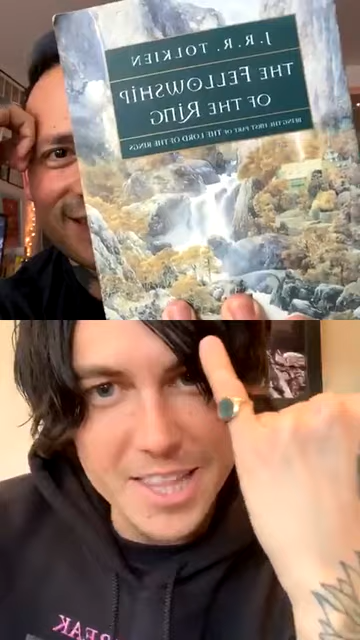 J.R.R. TOLKIEN
THE FELLOWSHIP
OF THE RING
BEING THE FIRST PART OF THE LORD OF THE RINGS